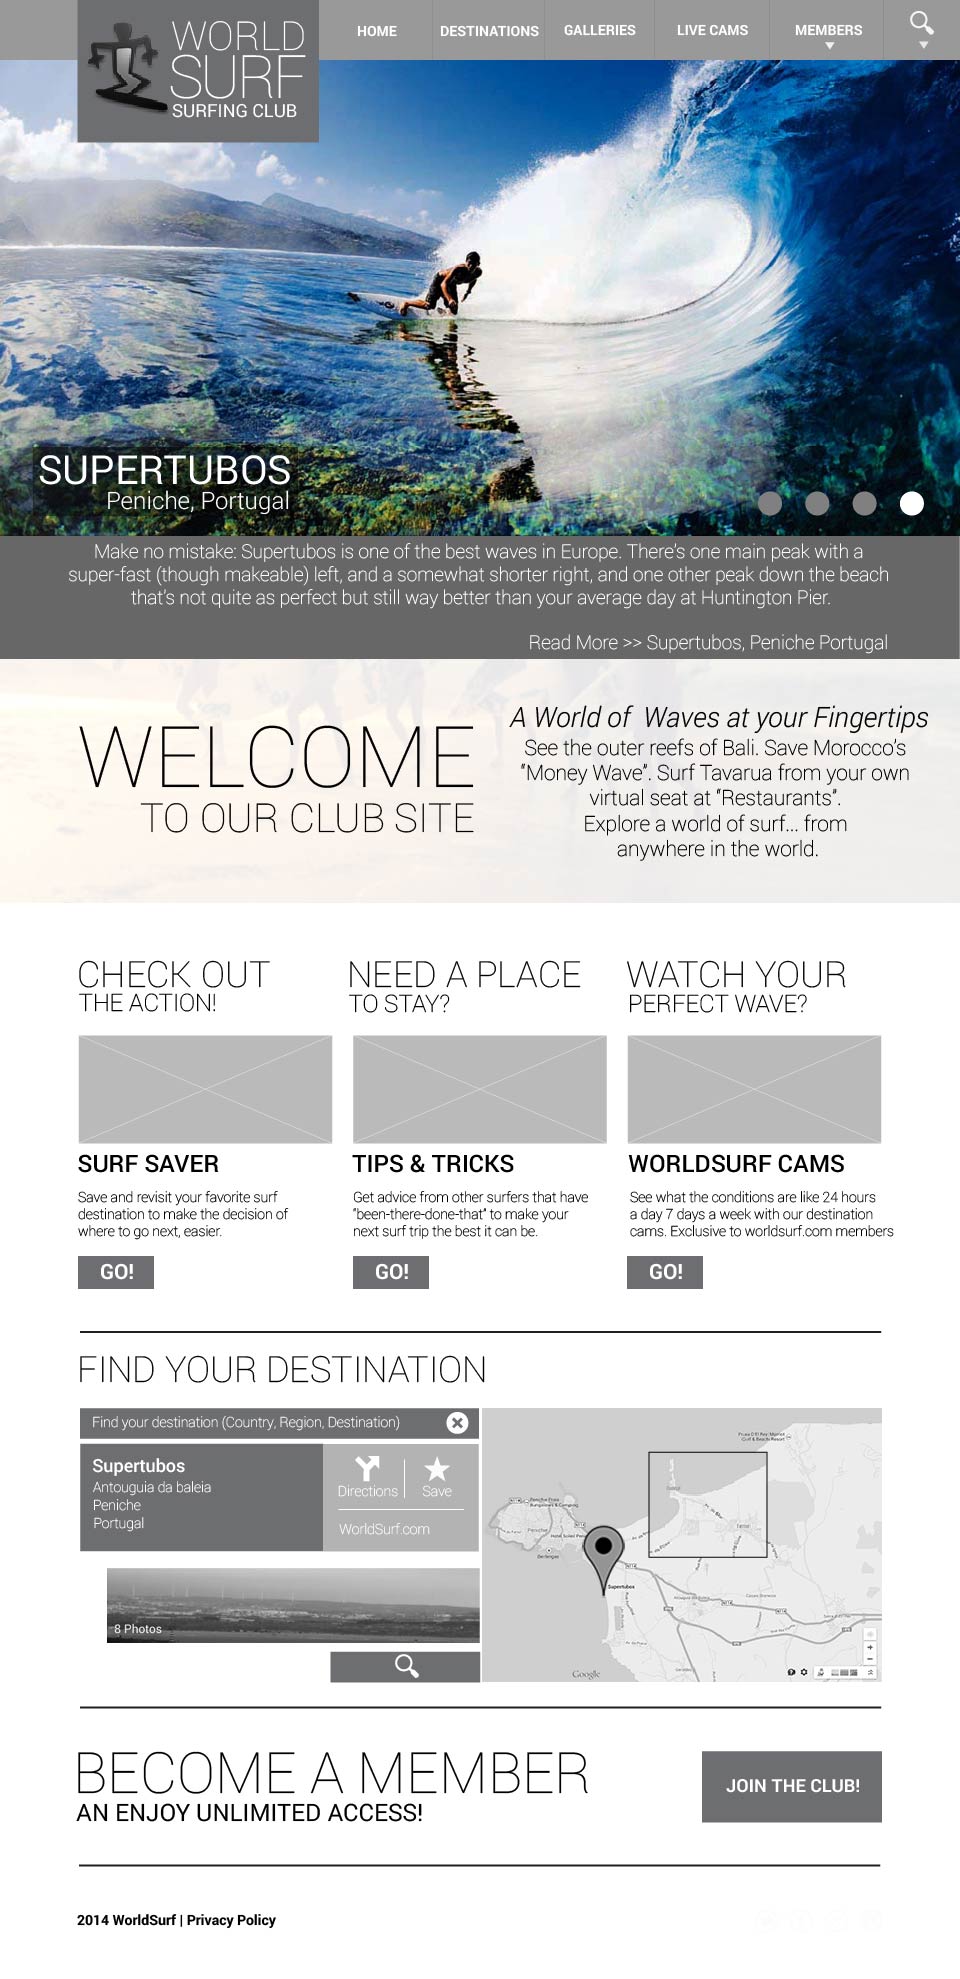 WORLD
SURF
SURFING CLUB
HOME
DESTINATIONS
GALLERIES
LIVE CAMS
MEMBERS
SUPERTUBOS
Peniche, Portugal
Make no mistake: Supertubos is one of the best waves in Europe. There's one main peak with a
super-fast (though makeable) left, and a somewhat shorter right, and one other peak down the beach
that's not quite as perfect but still way better than your average day at Huntington Pier.
Read More >> Supertubos, Peniche Portugal
WELCOME
TO OUR CLUB SITE
A World of Waves at your Fingertips
See the outer reefs of Bali. Save Morocco's
"Money Wave". Surf Tavarua from your own
virtual seat at "Restaurants".
Explore a world of surf... from
anywhere in the world.
CHECK OUT
THE ACTION!
NEED A PLACE
TO STAY?
WATCH YOUR
PERFECT WAVE?
SURF SAVER
Save and revisit your favorite surf
destination to make the decision of
where to go next, easier.
GO!
TIPS & TRICKS
Get advice from other surfers that have
"been-there-done-that" to make your
next surf trip the best it can be.
GO!
WORLDSURF CAMS
See what the conditions are like 24 hours
a day 7 days a week with our destination
cams. Exclusive to worldsurf.com members
GO!
FIND YOUR DESTINATION
Find your destination (Country, Region, Destination)
Supertubos
Antouguia da baleia
Peniche
Portugal
Directions
Save
WorldSurf.com
8 Photos
Supertubos
Google
BECOME A MEMBER
AN ENJOY UNLIMITED ACCESS!
JOIN THE CLUB!
2014 WorldSurf | Privacy Policy